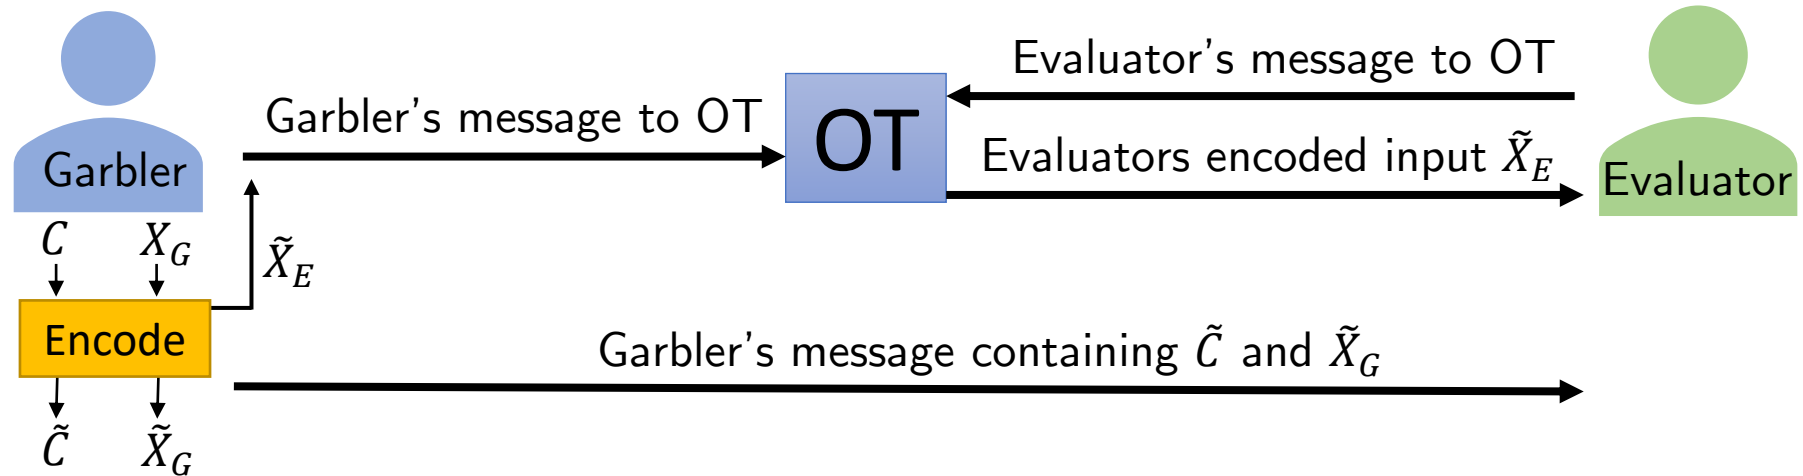 Evaluator's message to OT
Garbler's message to OT
OT
Garbler
Evaluators encoded input X̃_E
Evaluator
C X_G
X̃_E
Encode
Garbler's message containing C̃ and X̃_G
C̃ X̃_G